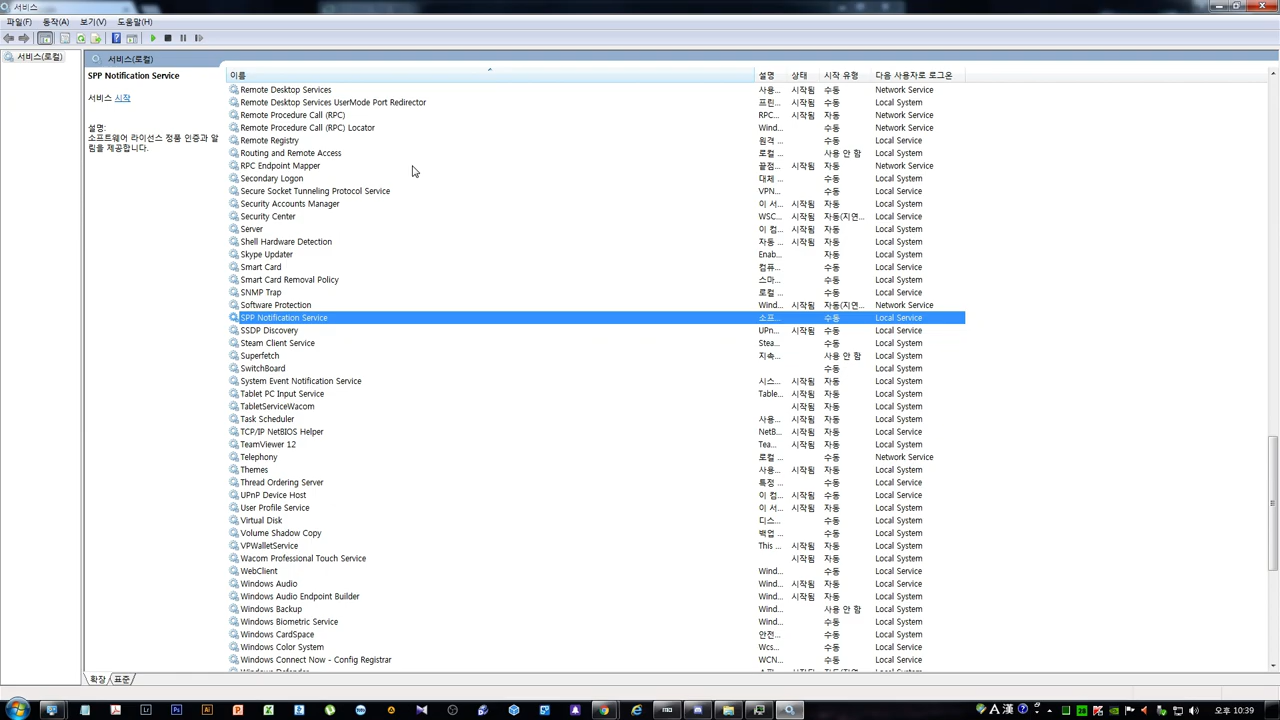 서비스
파일(F) 동작(A) 보기(V) 도움말(H)
서비스(로컬)
서비스(로컬)
SPP Notification Service
서비스 시작
설명:
소프트웨어 라이선스 정품 인증과 알
림을 제공합니다.
이름 설명 상태 시작 유형 다음 사용자로 로그온
Remote Desktop Services 사용... 시작됨 수동 Network Service
Remote Desktop Services UserMode Port Redirector 프린... 시작됨 수동 Local System
Remote Procedure Call (RPC) RPC... 시작됨 자동 Network Service
Remote Procedure Call (RPC) Locator Wind... 수동 Network Service
Remote Registry 원격 ... 수동 Local Service
Routing and Remote Access 로컬 ... 사용 안 함 Local System
RPC Endpoint Mapper 끝점... 시작됨 자동 Network Service
Secondary Logon 대체 ... 수동 Local System
Secure Socket Tunneling Protocol Service VPN... 수동 Local Service
Security Accounts Manager 이 서... 시작됨 자동 Local System
Security Center WSC... 시작됨 자동(지연... Local Service
Server 이 컴... 시작됨 자동 Local System
Shell Hardware Detection 자동 ... 시작됨 자동 Local System
Skype Updater Enab... 자동 Local System
Smart Card 컴퓨... 수동 Local Service
Smart Card Removal Policy 스마... 수동 Local System
SNMP Trap 로컬 ... 수동 Local Service
Software Protection Wind... 시작됨 자동(지연... Network Service
SPP Notification Service 소프... 수동 Local Service
SSDP Discovery UPn... 시작됨 수동 Local Service
Steam Client Service Stea... 수동 Local System
Superfetch 지속... 사용 안 함 Local System
SwitchBoard 수동 Local System
System Event Notification Service 시스... 시작됨 자동 Local System
Tablet PC Input Service Table... 시작됨 자동 Local System
TabletServiceWacom 시작됨 자동 Local System
Task Scheduler 사용... 시작됨 자동 Local System
TCP/IP NetBIOS Helper NetB... 시작됨 자동 Local Service
TeamViewer 12 Tea... 시작됨 자동 Local System
Telephony 로컬 ... 수동 Network Service
Themes 사용... 시작됨 자동 Local System
Thread Ordering Server 특정 ... 수동 Local Service
UPnP Device Host 이 컴... 시작됨 자동 Local Service
User Profile Service 이 서... 시작됨 자동 Local System
Virtual Disk 디스... 수동 Local System
Volume Shadow Copy 백업 ... 수동 Local System
VPWalletService This ... 시작됨 자동 Local System
Wacom Professional Touch Service 시작됨 자동 Local System
WebClient Wind... 수동 Local Service
Windows Audio Wind... 시작됨 자동 Local Service
Windows Audio Endpoint Builder Wind... 시작됨 자동 Local System
Windows Backup Wind... 사용 안 함 Local System
Windows Biometric Service Wind... 수동 Local System
Windows CardSpace 안전... 수동 Local System
Windows Color System Wcs... 수동 Local Service
Windows Connect Now - Config Registrar WCN... 수동 Local Service
확장 표준
오후 10:39